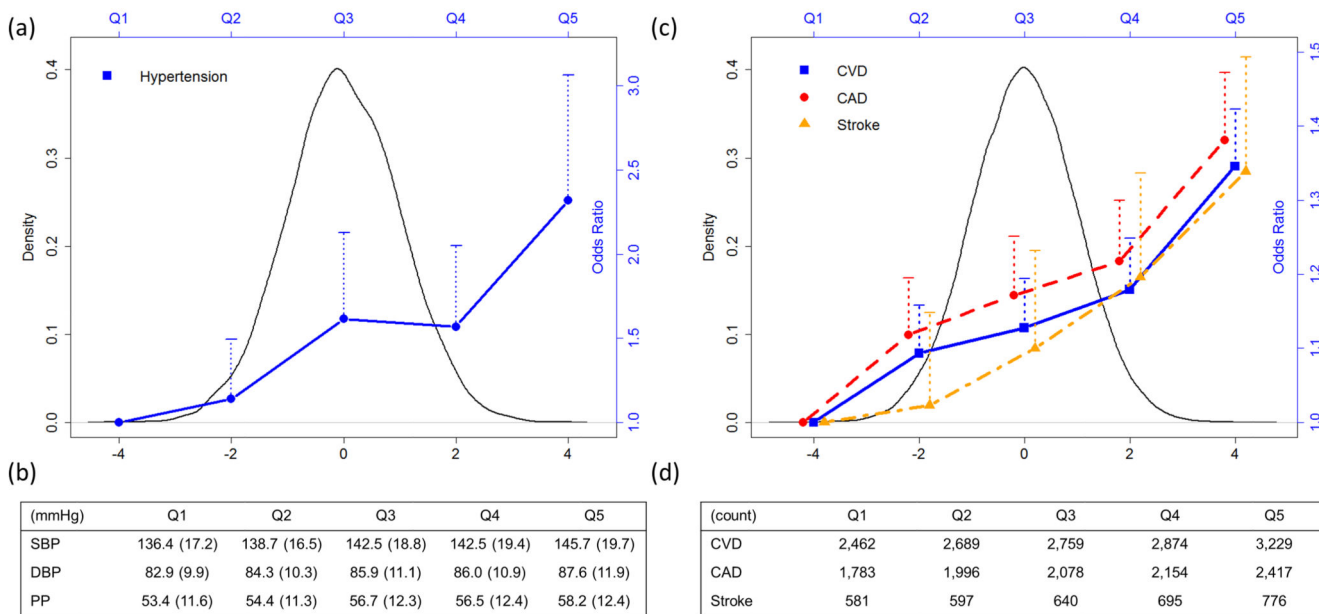 (a)
Q1 Q2 Q3 Q4 Q5
Hypertension
Density
0.0 0.1 0.2 0.3 0.4
Odds Ratio
1.0 1.5 2.0 2.5 3.0
-4 -2 0 2 4
(c)
Q1 Q2 Q3 Q4 Q5
CVD
CAD
Stroke
Density
0.0 0.1 0.2 0.3 0.4
Odds Ratio
1.0 1.1 1.2 1.3 1.4 1.5
-4 -2 0 2 4
(b)
(mmHg) Q1 Q2 Q3 Q4 Q5
SBP 136.4 (17.2) 138.7 (16.5) 142.5 (18.8) 142.5 (19.4) 145.7 (19.7)
DBP 82.9 (9.9) 84.3 (10.3) 85.9 (11.1) 86.0 (10.9) 87.6 (11.9)
PP 53.4 (11.6) 54.4 (11.3) 56.7 (12.3) 56.5 (12.4) 58.2 (12.4)
(d)
(count) Q1 Q2 Q3 Q4 Q5
CVD 2,462 2,689 2,759 2,874 3,229
CAD 1,783 1,996 2,078 2,154 2,417
Stroke 581 597 640 695 776